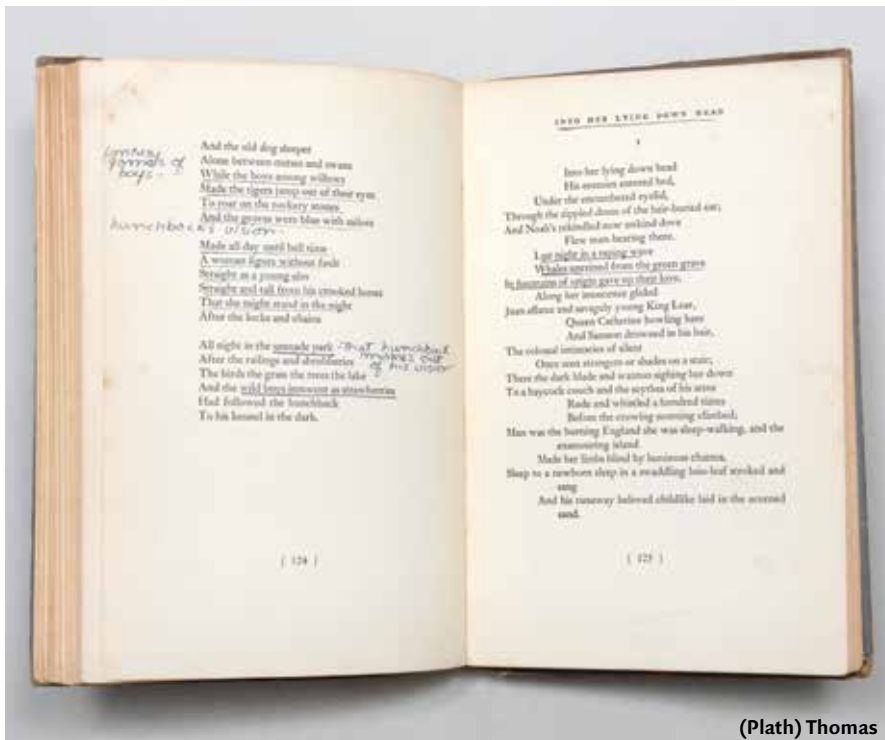 fantasy
games of
boys -
And the old dog sleeper
Alone between nurses and swans
While the boys among willows
Made the tigers jump out of their eyes
To roar on the rockery stones
And the groves were blue with sailors
hunchbacks vision -
Made all day until bell time
A woman figure without fault
Straight as a young elm
Straight and tall from his crooked bones
That she might stand in the night
After the locks and chains
All night in the unmade park - that hunchback
After the railings and shrubberies makes out
of his vision
The birds the grass the trees the lake
And the wild boys innocent as strawberries
Had followed the hunchback
To his kennel in the dark.
( 124 )
INTO HER LYING DOWN HEAD
I
Into her lying down head
His enemies entered bed,
Under the encumbered eyelid,
Through the rippled drum of the hair-buried ear;
And Noah's rekindled now unkind dove
Flew man-bearing there.
Last night in a raping wave
Whales unreined from the green grave
In fountains of origin gave up their love,
Along her innocence glided
Juan aflame and savagely young King Lear,
Queen Catherine howling bare
And Samson drowned in his hair,
The colossal intimacies of silent
Once seen strangers or shades on a stair;
There the dark blade and wanton sighing her down
To a haycock couch and the scythes of his arms
Rode and whistled a hundred times
Before the crowing morning climbed;
Man was the burning England she was sleep-walking, and the
enamouring island
Made her limbs blind by luminous charms,
Sleep to a newborn sleep in a swaddling loin-leaf stroked and
sang
And his runaway beloved childlike laid in the acorned
sand.
( 125 )
(Plath) Thomas